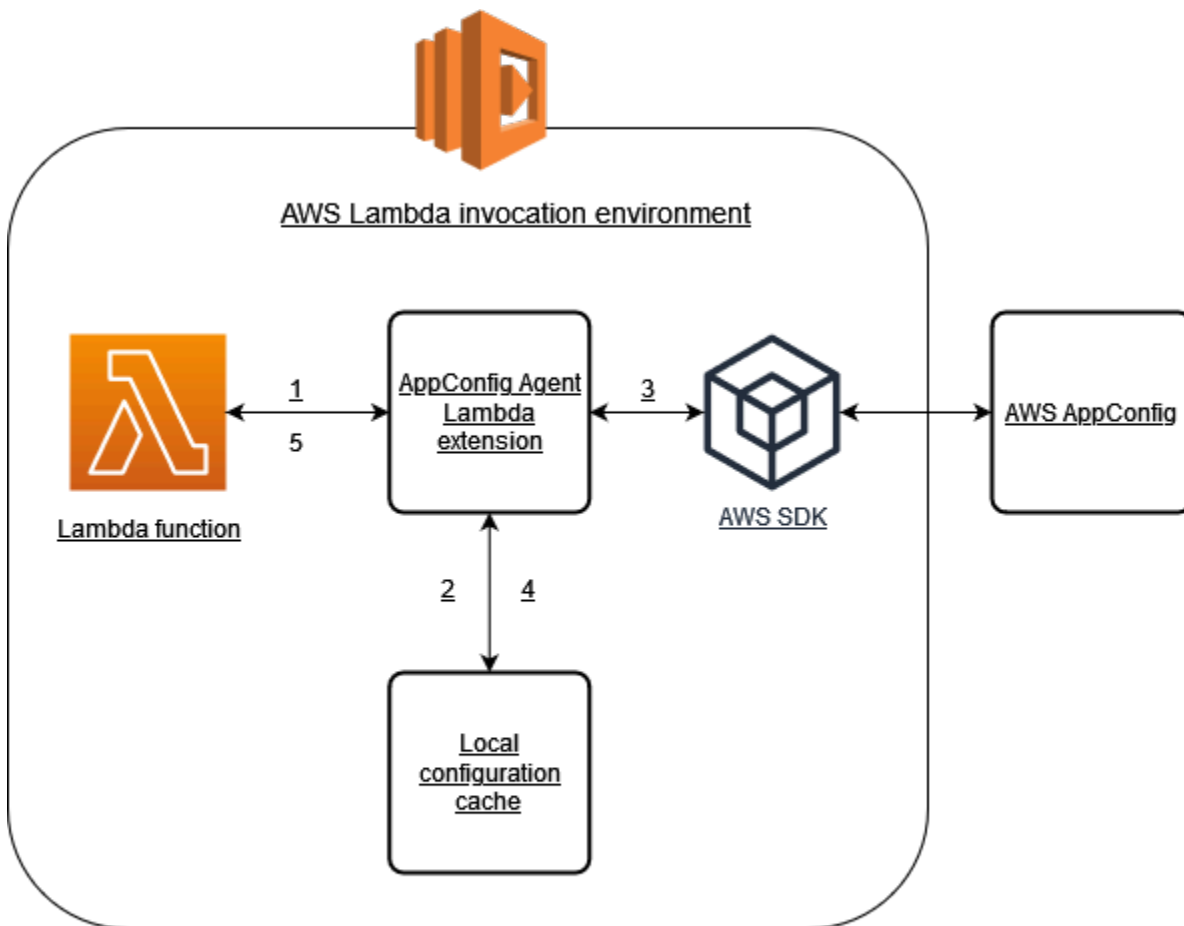 AWS Lambda invocation environment
1
5
AppConfig Agent
Lambda
extension
3
AWS AppConfig
Lambda function
AWS SDK
2
4
Local
configuration
cache